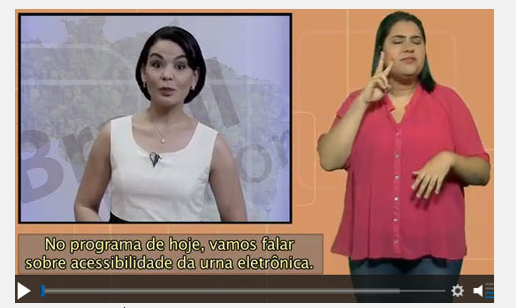 No programa de hoje, vamos falar
sobre acessibilidade da urna eletrônica.